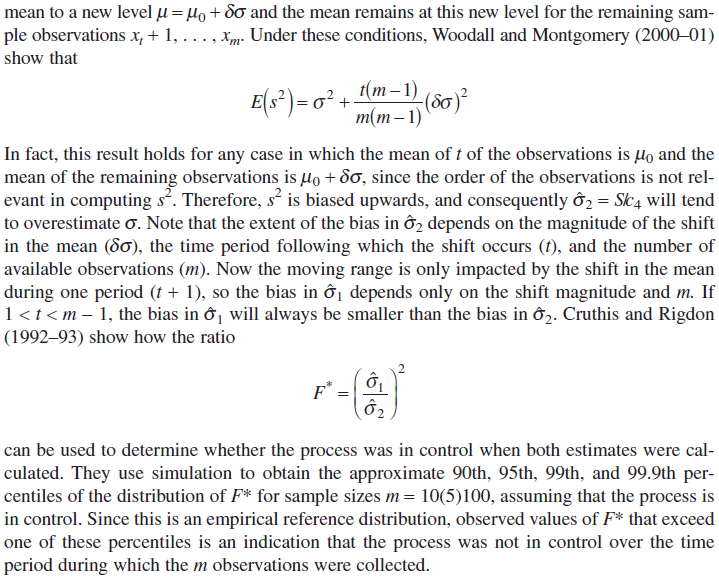 mean to a new level μ = μ₀ + δσ and the mean remains at this new level for the remaining sam-
ple observations xₜ + 1, . . . , xₘ. Under these conditions, Woodall and Montgomery (2000–01)
show that
E(s²) = σ² + t(m – 1)/m(m – 1) (δσ)²
In fact, this result holds for any case in which the mean of t of the observations is μ₀ and the
mean of the remaining observations is μ₀ + δσ, since the order of the observations is not rel-
evant in computing s². Therefore, s² is biased upwards, and consequently σ̂₂ = S/c₄ will tend
to overestimate σ. Note that the extent of the bias in σ̂₂ depends on the magnitude of the shift
in the mean (δσ), the time period following which the shift occurs (t), and the number of
available observations (m). Now the moving range is only impacted by the shift in the mean
during one period (t + 1), so the bias in σ̂₁ depends only on the shift magnitude and m. If
1 < t < m – 1, the bias in σ̂₁ will always be smaller than the bias in σ̂₂. Cruthis and Rigdon
(1992–93) show how the ratio
F* = (σ̂₁/σ̂₂)²
can be used to determine whether the process was in control when both estimates were cal-
culated. They use simulation to obtain the approximate 90th, 95th, 99th, and 99.9th per-
centiles of the distribution of F* for sample sizes m = 10(5)100, assuming that the process is
in control. Since this is an empirical reference distribution, observed values of F* that exceed
one of these percentiles is an indication that the process was not in control over the time
period during which the m observations were collected.